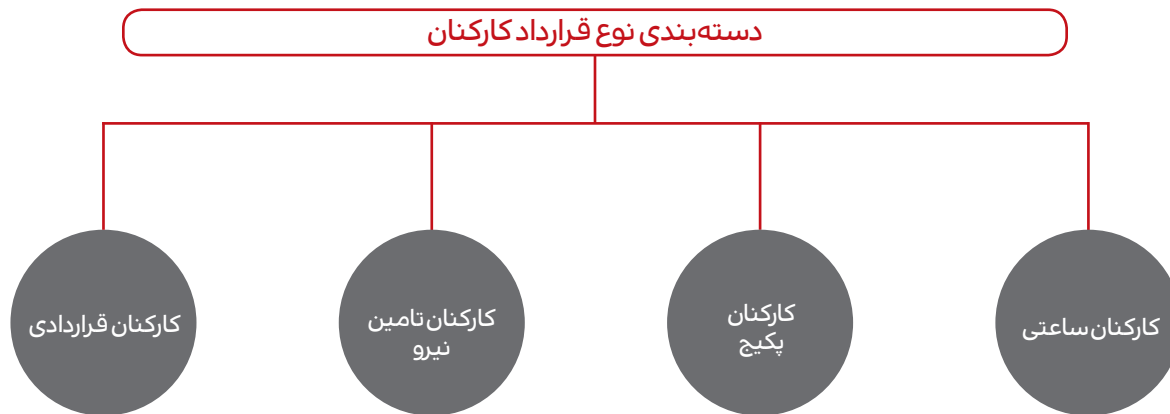 دسته‌بندی نوع قرارداد کارکنان
کارکنان ساعتی
کارکنان
پکیج
کارکنان تامین
نیرو
کارکنان قراردادی